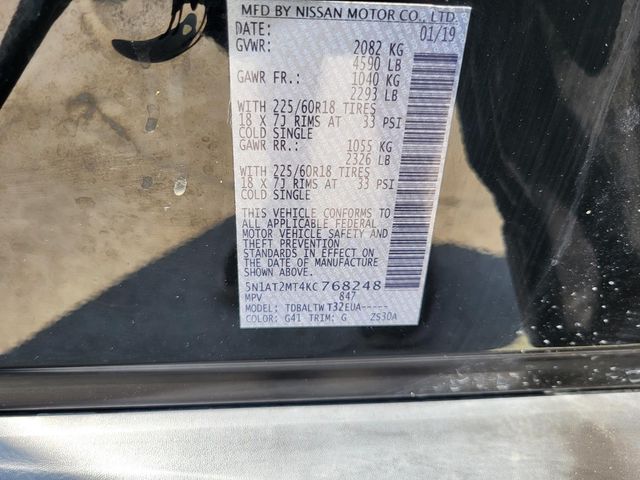 MFD BY NISSAN MOTOR CO., LTD.
DATE: 01/19
GVWR: 2082 KG
4590 LB
GAWR FR.: 1040 KG
2293 LB
WITH 225/60R18 TIRES
18 X 7J RIMS AT 33 PSI
COLD SINGLE
GAWR RR.: 1055 KG
2326 LB
WITH 225/60R18 TIRES
18 X 7J RIMS AT 33 PSI
COLD SINGLE
THIS VEHICLE CONFORMS TO
ALL APPLICABLE FEDERAL
MOTOR VEHICLE SAFETY AND
THEFT PREVENTION
STANDARDS IN EFFECT ON
THE DATE OF MANUFACTURE
SHOWN ABOVE.
5N1AT2MT4KC768248
MPV 847
MODEL: TDBALTW T32EUA-----
COLOR: G41 TRIM: G 2530A